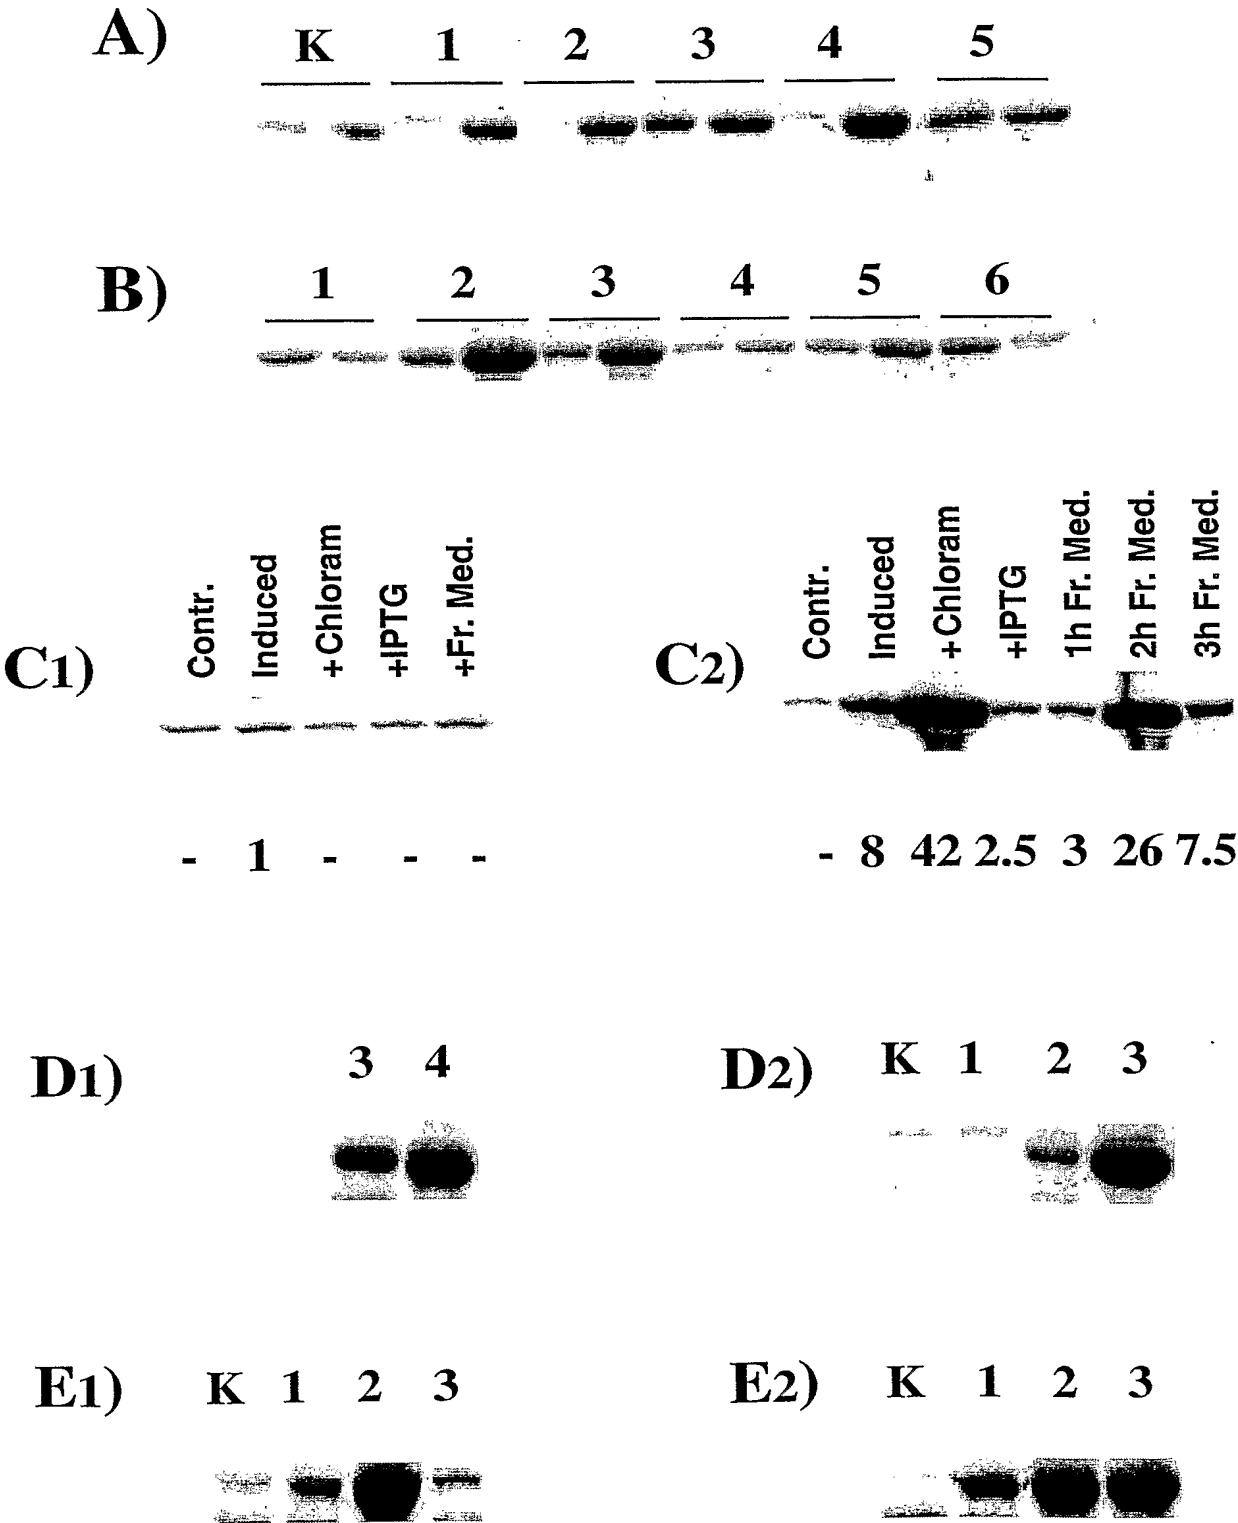 A)
K 1 2 3 4 5
B)
1 2 3 4 5 6
C1)
Contr. Induced +Chloram +IPTG +Fr. Med.
- 1 - - -
C2)
Contr. Induced +Chloram +IPTG 1h Fr. Med. 2h Fr. Med. 3h Fr. Med.
- 8 42 2.5 3 26 7.5
D1)
3 4
D2)
K 1 2 3
E1)
K 1 2 3
E2)
K 1 2 3